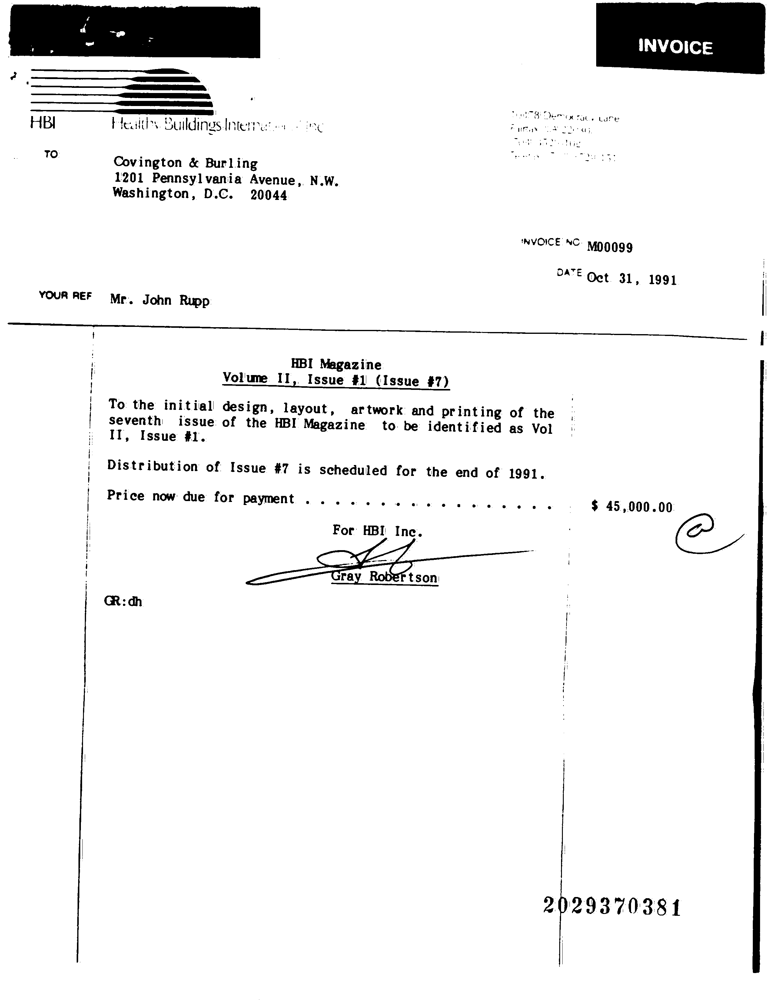 INVOICE
HBI Healthy Buildings International Inc
TO
Covington & Burling
1201 Pennsylvania Avenue, N.W.
Washington, D.C. 20044
INVOICE NO M00099
DATE Oct 31, 1991
YOUR REF Mr. John Rupp
HBI Magazine
Volume II, Issue #1 (Issue #7)
To the initial design, layout, artwork and printing of the
seventh issue of the HBI Magazine to be identified as Vol
II, Issue #1.
Distribution of Issue #7 is scheduled for the end of 1991.
Price now due for payment . . . . . . . . . . . . . . . . . $ 45,000.00
For HBI Inc.
Gray Robertson
GR:dh
2029370381